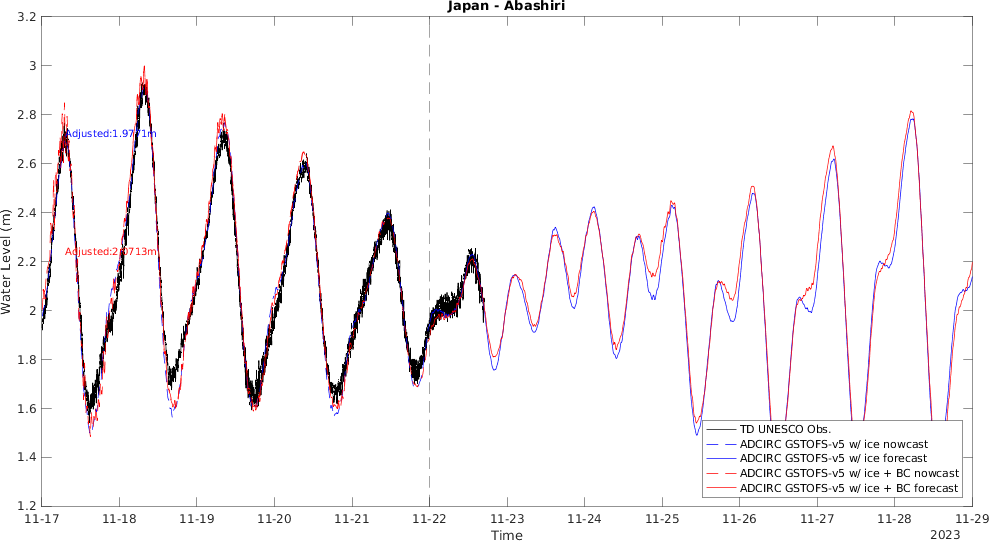 Japan - Abashiri
3.2
3
2.8
2.6
2.4
2.2
2
1.8
1.6
1.4
1.2
Water Level (m)
Adjusted:1.9771m
Adjusted:2.0713m
TD UNESCO Obs.
ADCIRC GSTOFS-v5 w/ ice nowcast
ADCIRC GSTOFS-v5 w/ ice forecast
ADCIRC GSTOFS-v5 w/ ice + BC nowcast
ADCIRC GSTOFS-v5 w/ ice + BC forecast
11-17 11-18 11-19 11-20 11-21 11-22 11-23 11-24 11-25 11-26 11-27 11-28 11-29
Time
2023